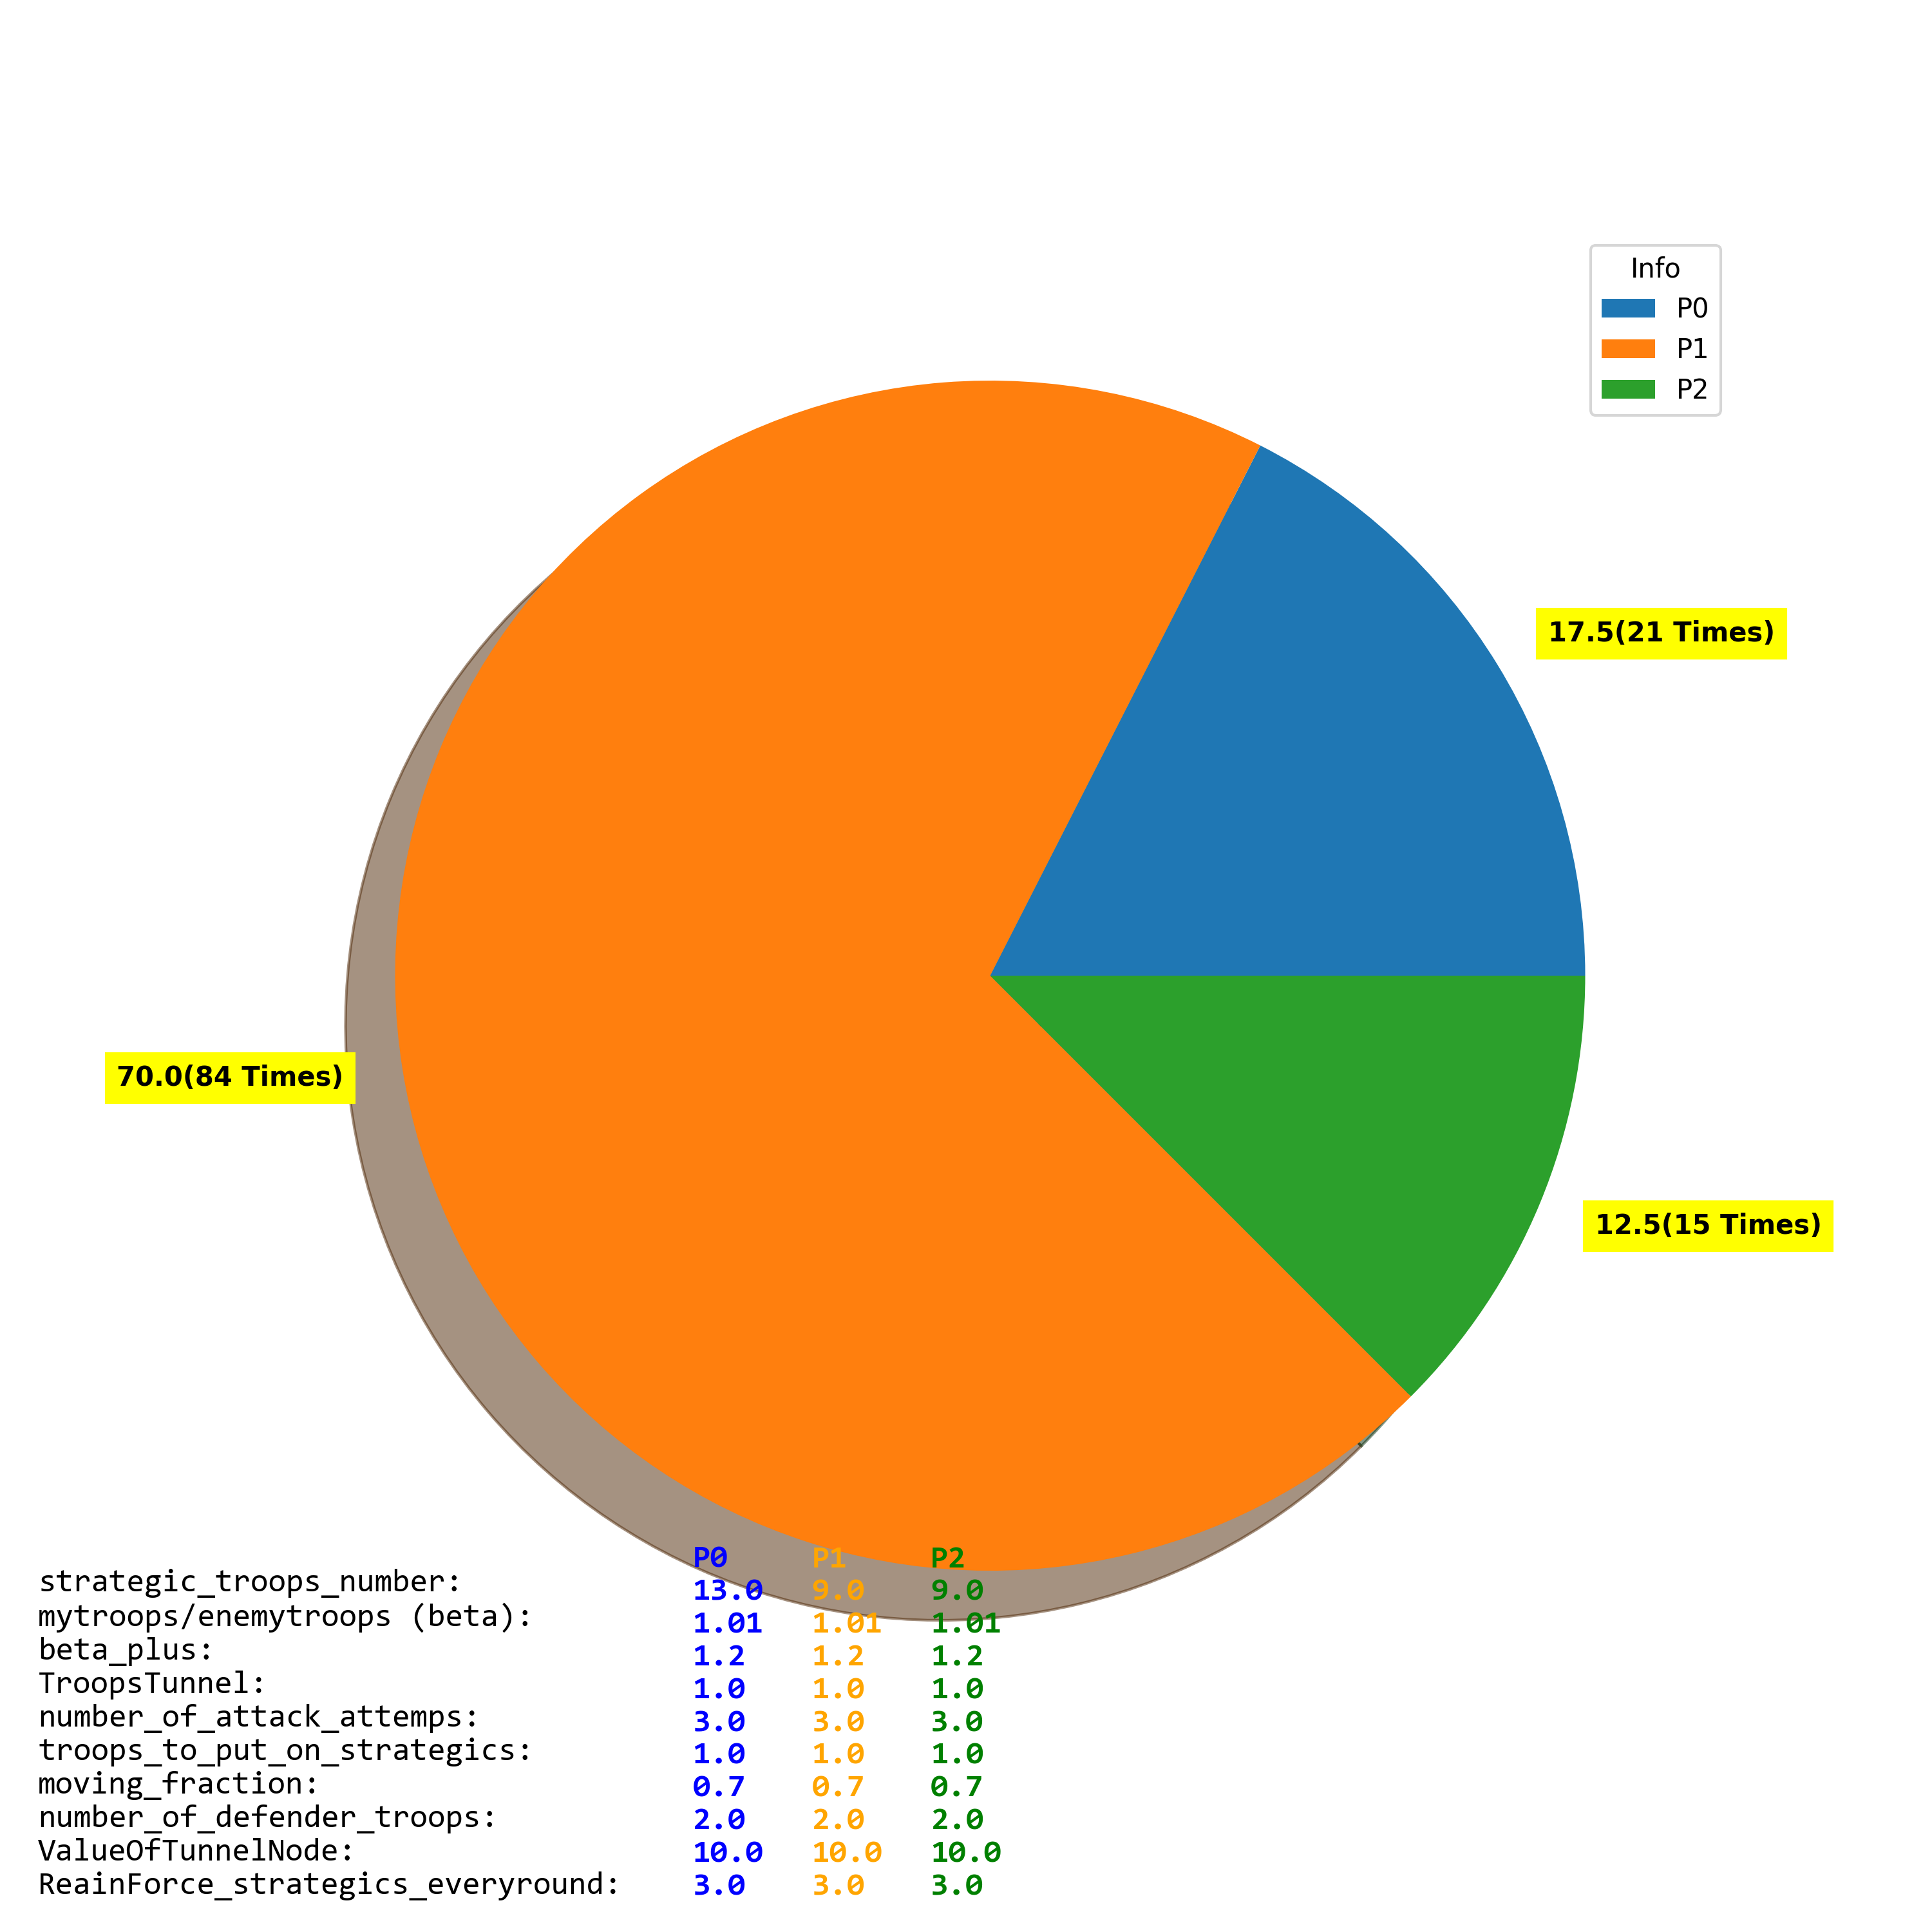 Info
P0
P1
P2
17.5(21 Times)
70.0(84 Times)
12.5(15 Times)
P0 P1 P2
strategic_troops_number: 13.0 9.0 9.0
mytroops/enemytroops (beta): 1.01 1.01 1.01
beta_plus: 1.2 1.2 1.2
TroopsTunnel: 1.0 1.0 1.0
number_of_attack_attemps: 3.0 3.0 3.0
troops_to_put_on_strategics: 1.0 1.0 1.0
moving_fraction: 0.7 0.7 0.7
number_of_defender_troops: 2.0 2.0 2.0
ValueOfTunnelNode: 10.0 10.0 10.0
ReainForce_strategics_everyround: 3.0 3.0 3.0